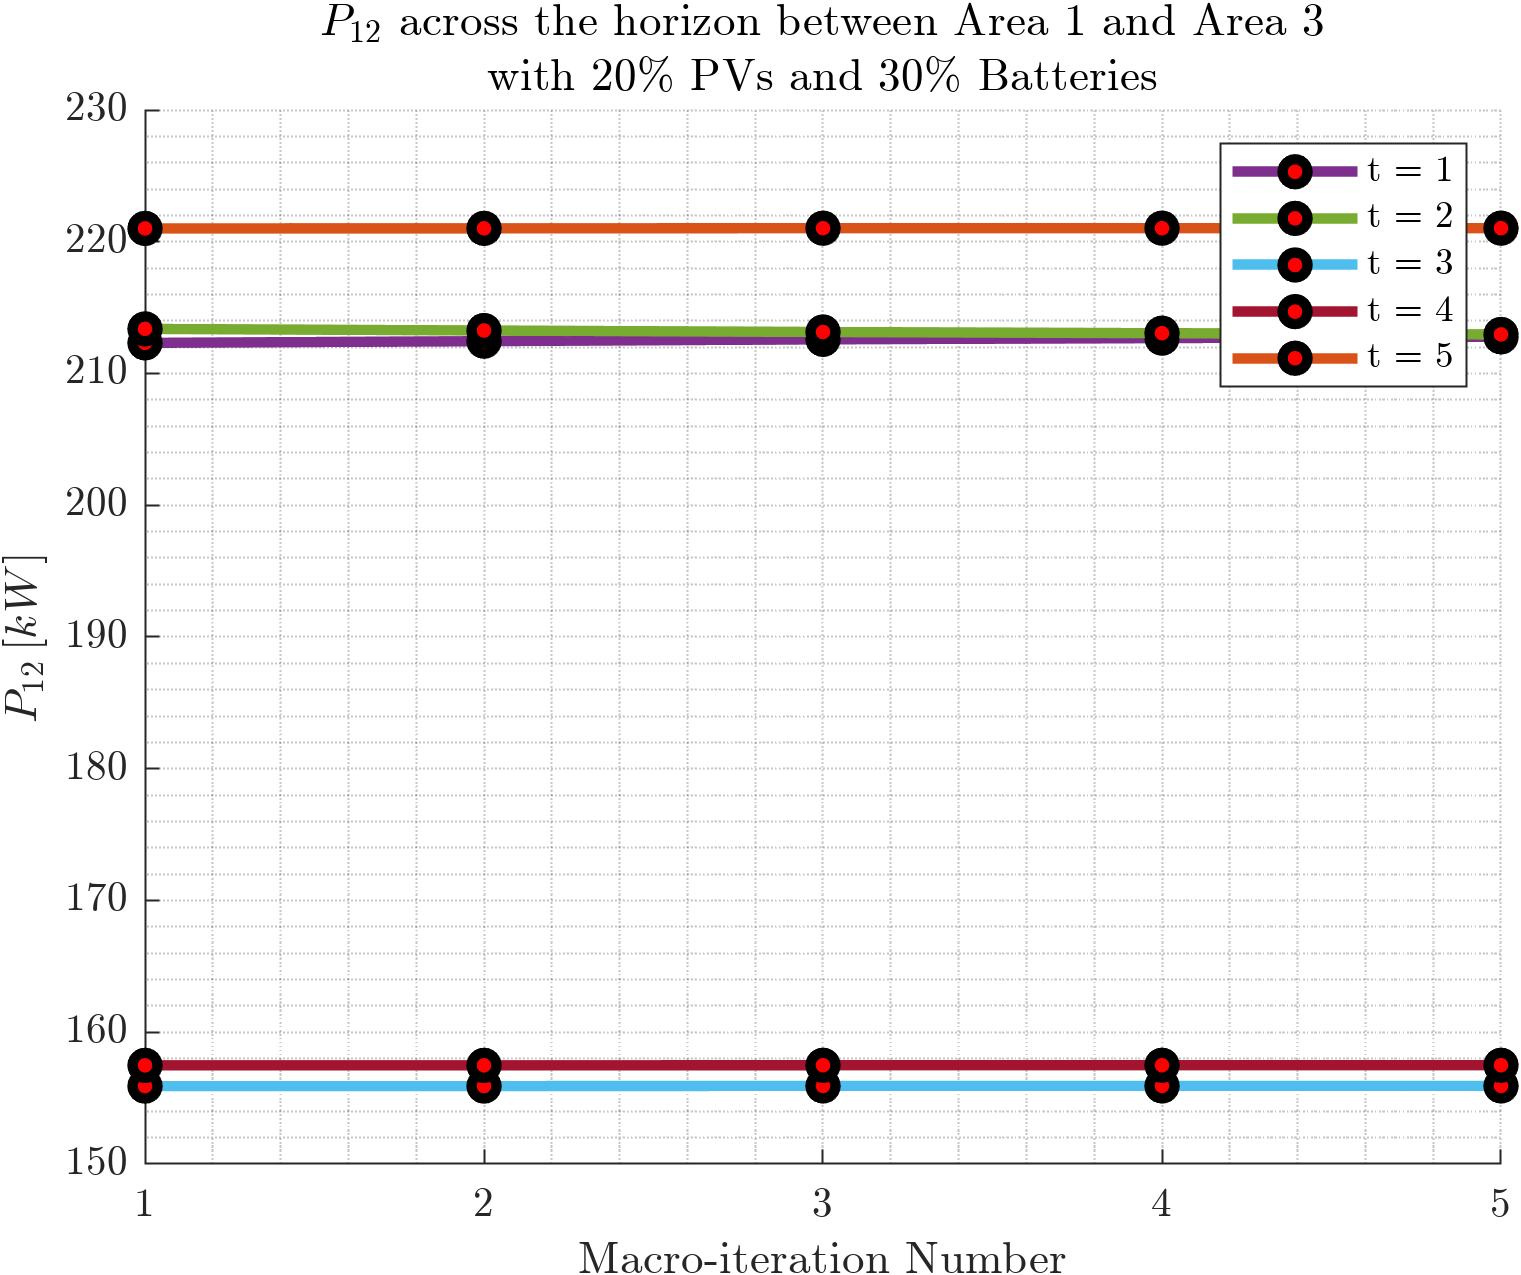 P₁₂ across the horizon between Area 1 and Area 3
with 20% PVs and 30% Batteries
230
220
210
200
190
180
170
160
150
P₁₂ [kW]
t = 1
t = 2
t = 3
t = 4
t = 5
1 2 3 4 5
Macro-iteration Number